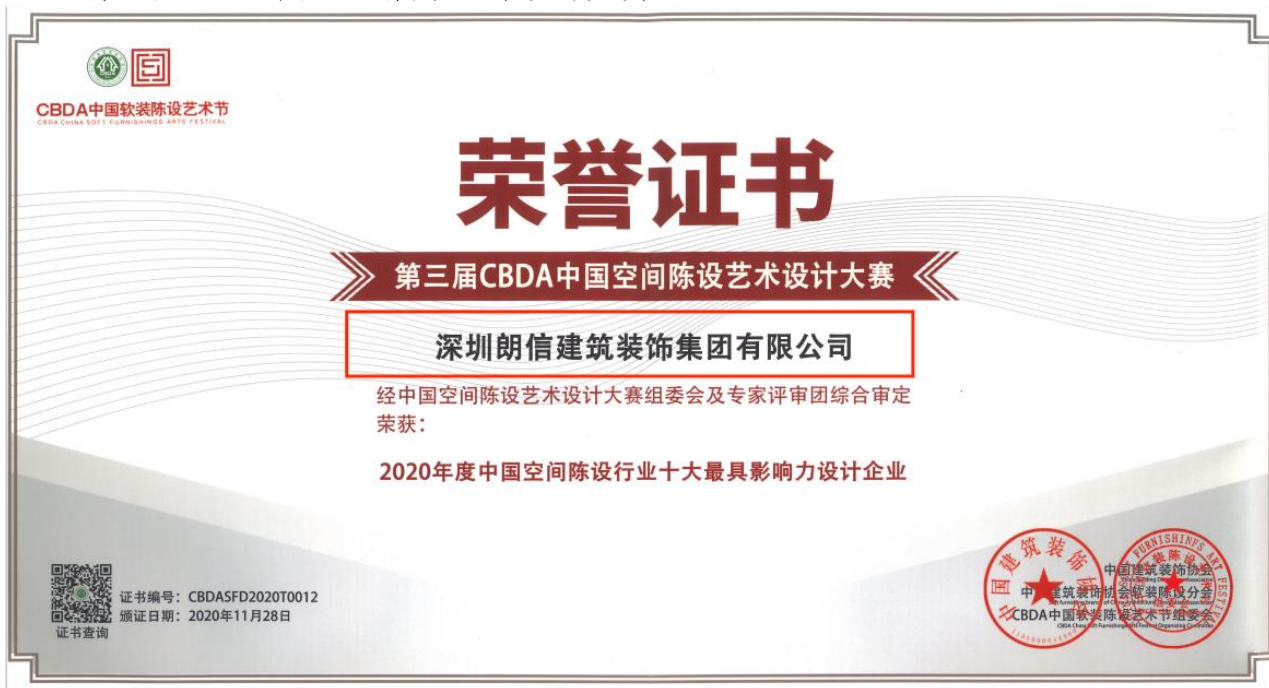 CBDA中国软装陈设艺术节
CBDA CHINA SOFT FURNISHINGS ARTS FESTIVAL
荣誉证书
第三届CBDA中国空间陈设艺术设计大赛
深圳朗信建筑装饰集团有限公司
经中国空间陈设艺术设计大赛组委会及专家评审团综合审定
荣获：
2020年度中国空间陈设行业十大最具影响力设计企业
证书编号：CBDASFD2020T0012
颁证日期：2020年11月28日
证书查询
中国建筑装饰协会
中国建筑装饰协会软装陈设分会
CBDA中国软装陈设艺术节组委会